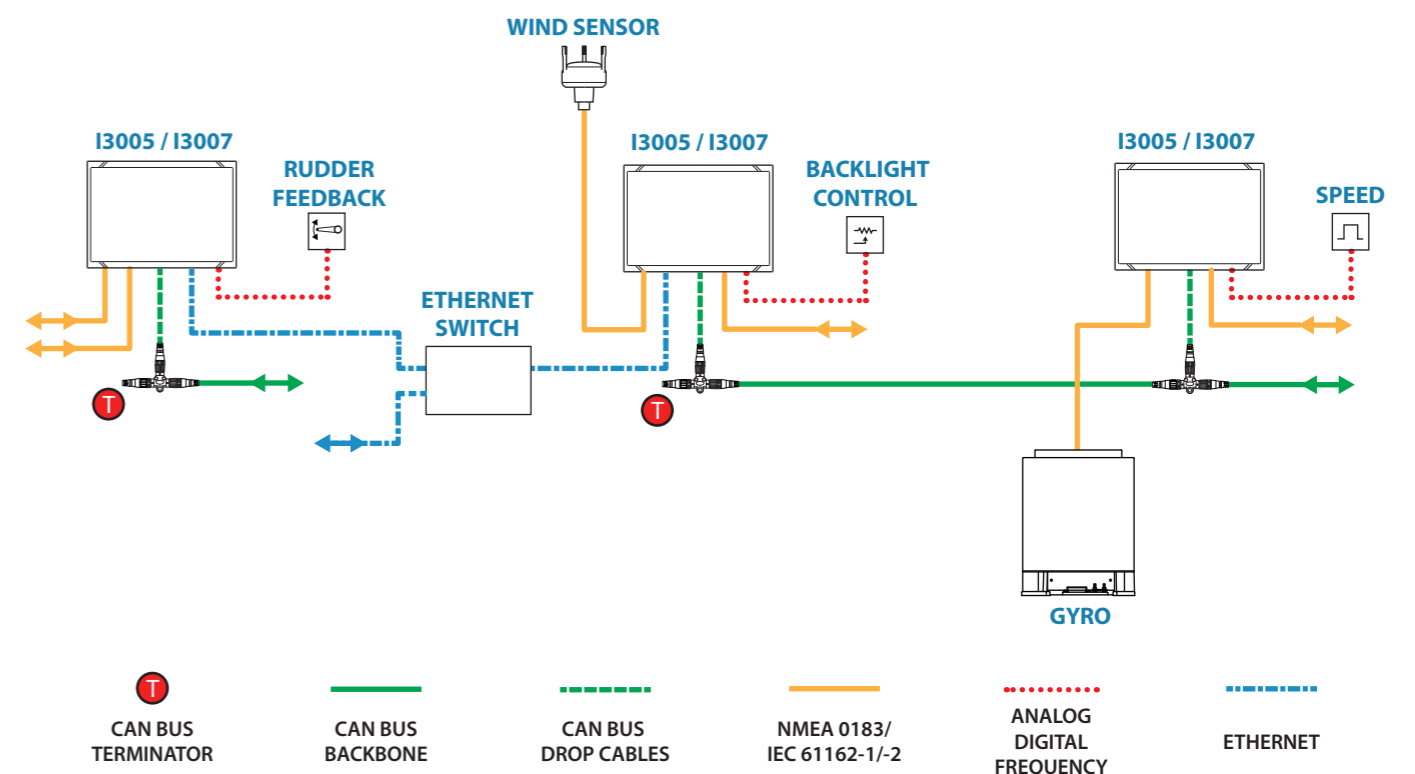 WIND SENSOR
I3005 / I3007
RUDDER
FEEDBACK
I3005 / I3007
BACKLIGHT
CONTROL
I3005 / I3007
SPEED
ETHERNET
SWITCH
T
T
GYRO
T
CAN BUS
TERMINATOR
CAN BUS
BACKBONE
CAN BUS
DROP CABLES
NMEA 0183/
IEC 61162-1/-2
ANALOG
DIGITAL
FREQUENCY
ETHERNET